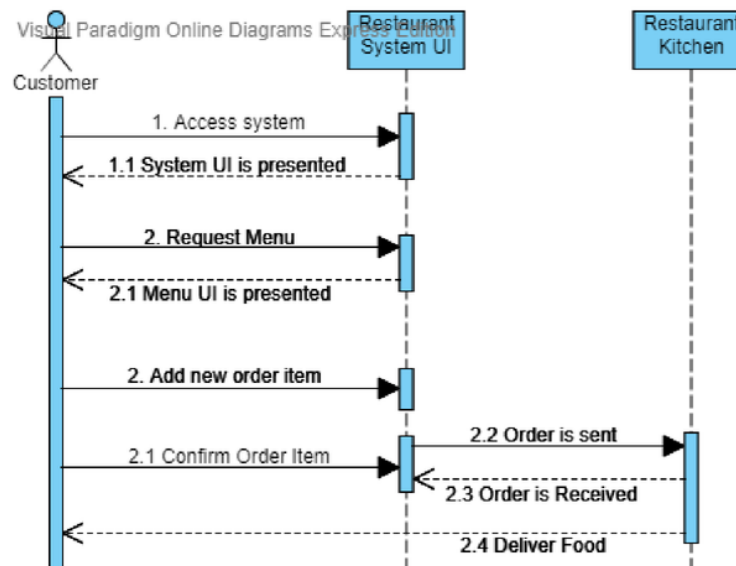 Visual Paradigm Online Diagrams Express Edition
Restaurant
System UI
Restaurant
Kitchen
Customer
1. Access system
1.1 System UI is presented
2. Request Menu
2.1 Menu UI is presented
2. Add new order item
2.2 Order is sent
2.1 Confirm Order Item
2.3 Order is Received
2.4 Deliver Food